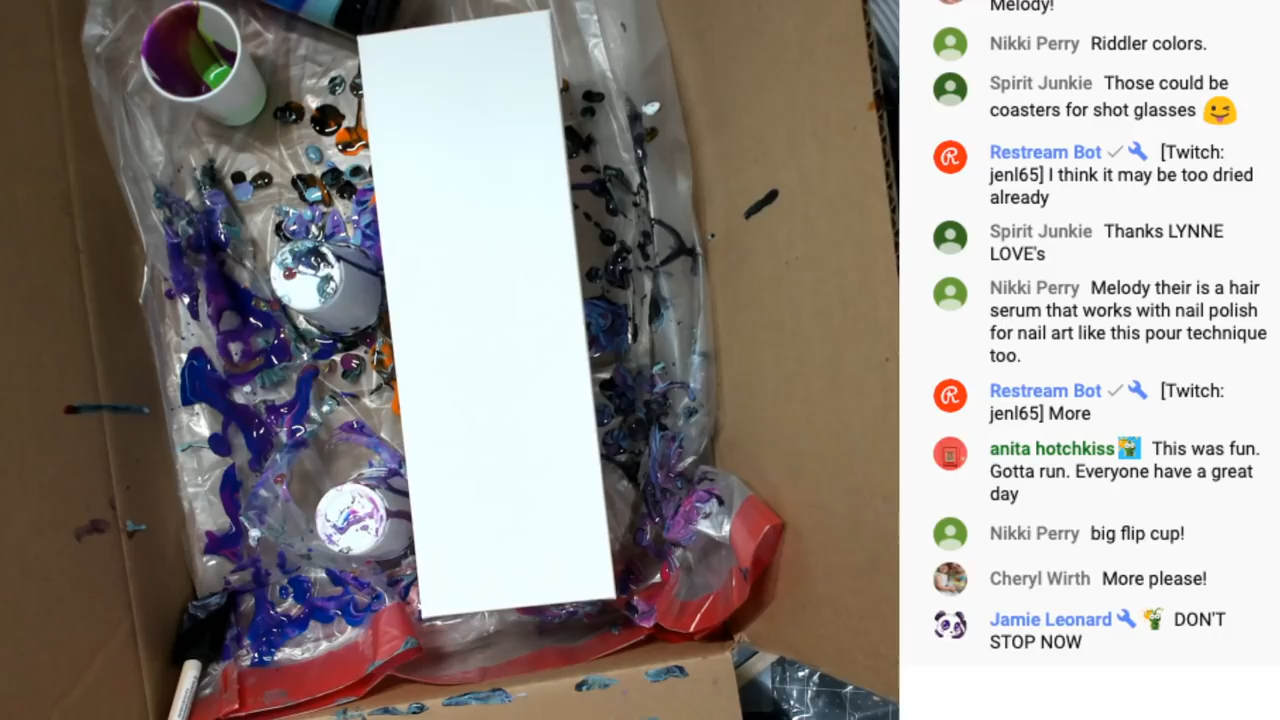 Melody!
Nikki Perry Riddler colors.
Spirit Junkie Those could be
coasters for shot glasses
Restream Bot [Twitch:
jenl65] I think it may be too dried
already
Spirit Junkie Thanks LYNNE
LOVE's
Nikki Perry Melody their is a hair
serum that works with nail polish
for nail art like this pour technique
too.
Restream Bot [Twitch:
jenl65] More
anita hotchkiss This was fun.
Gotta run. Everyone have a great
day
Nikki Perry big flip cup!
Cheryl Wirth More please!
Jamie Leonard DON'T
STOP NOW